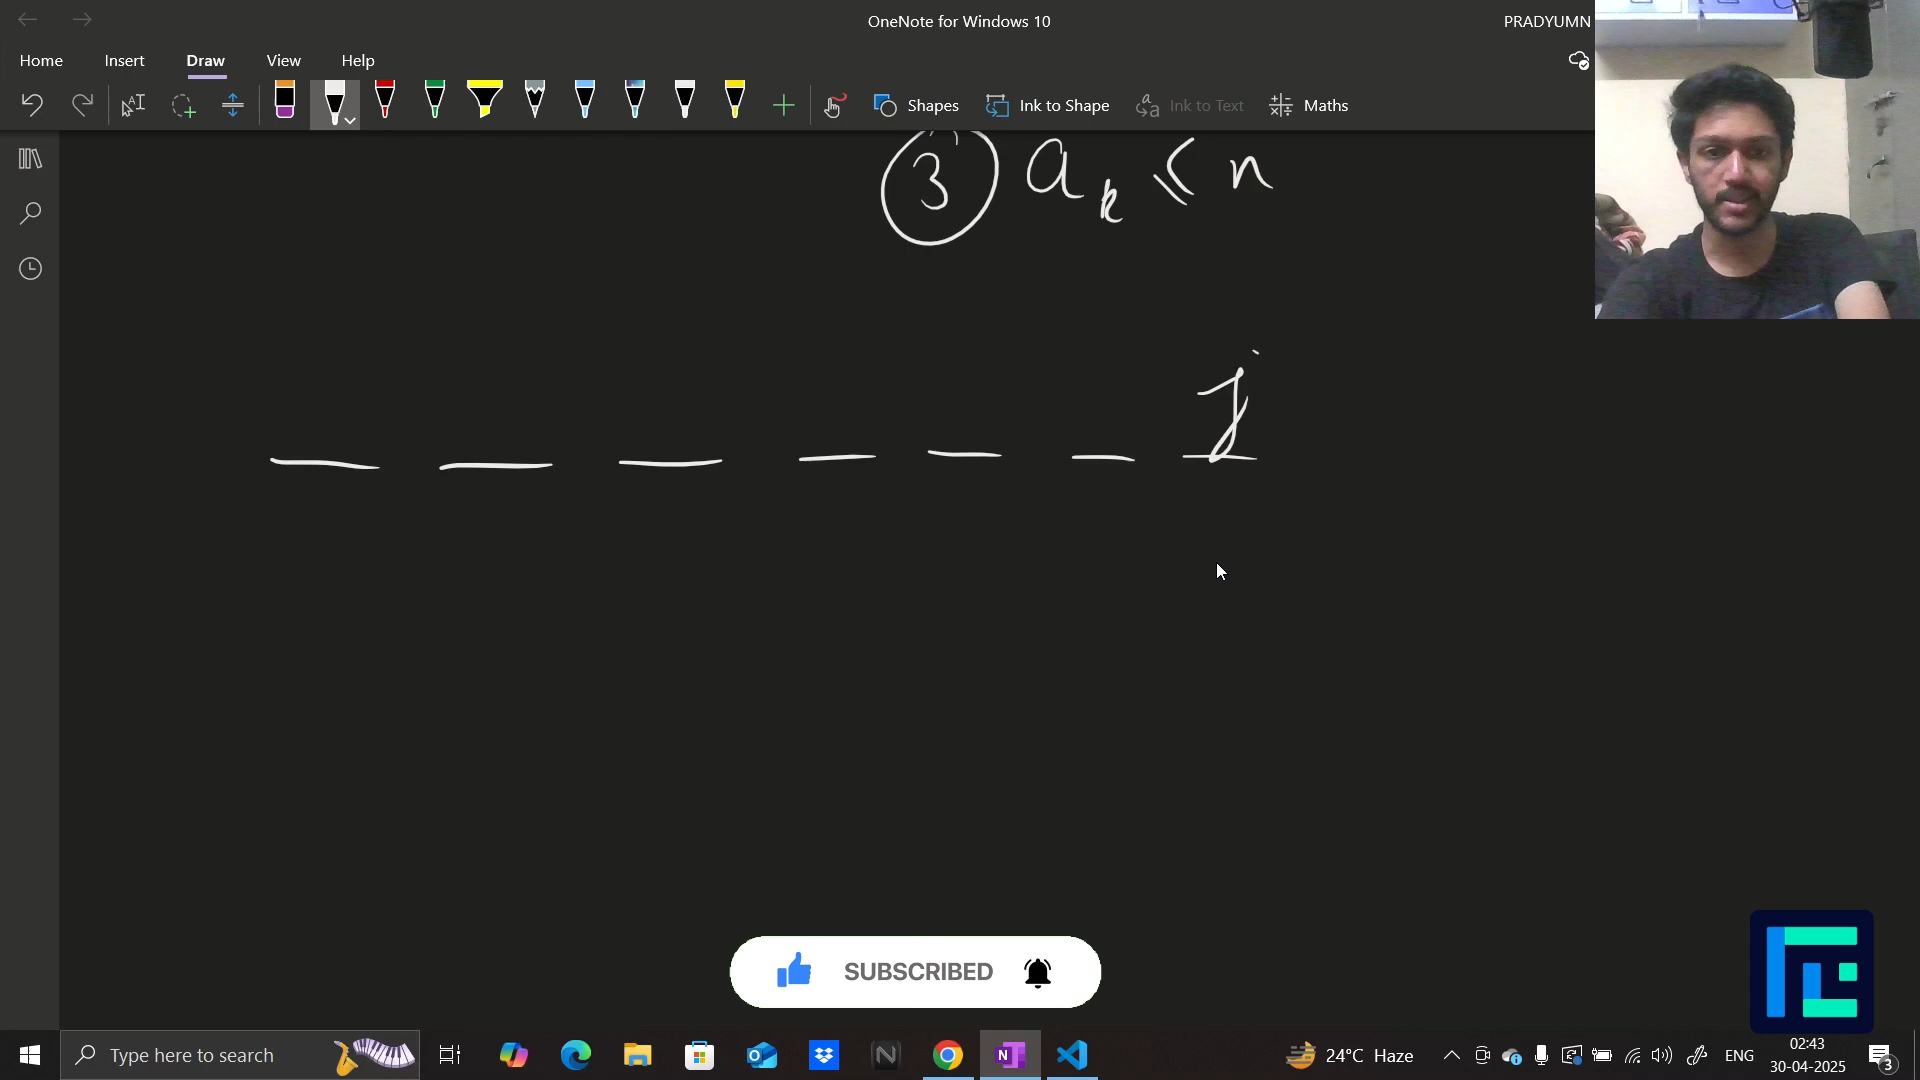 OneNote for Windows 10
PRADYUMN
Home Insert Draw View Help
Shapes Ink to Shape Ink to Text Maths
3 a_k ≤ n
j
SUBSCRIBED
Type here to search
24°C Haze
ENG
02:43
30-04-2025
3